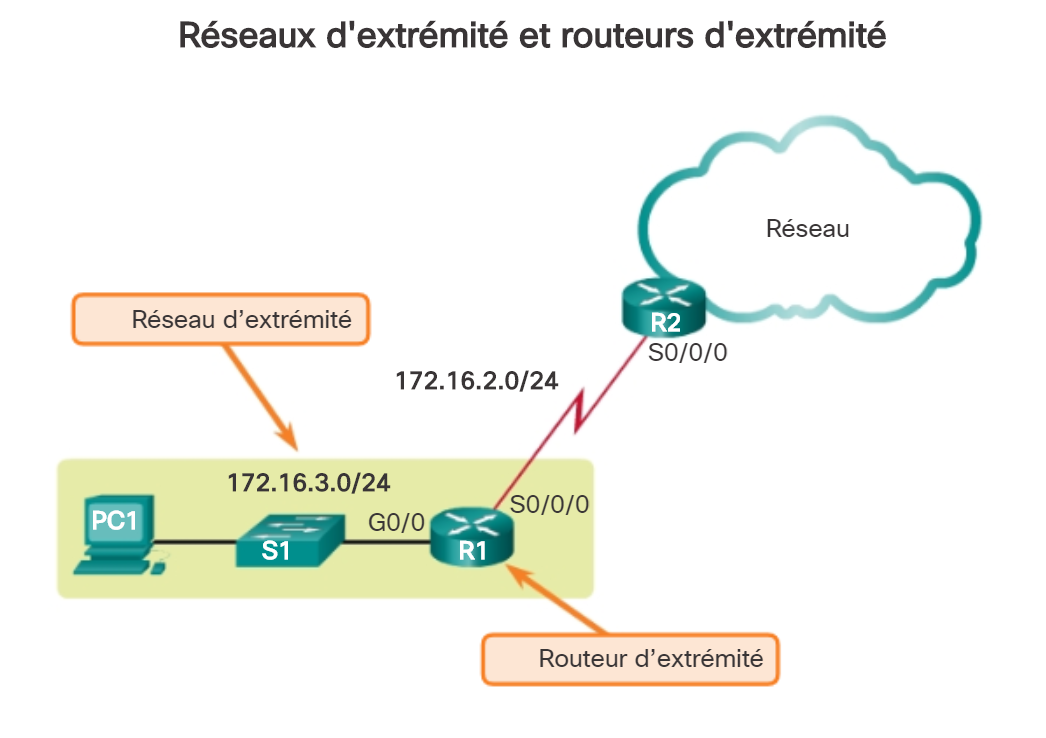 Réseaux d'extrémité et routeurs d'extrémité
Réseau
Réseau d’extrémité
R2
S0/0/0
172.16.2.0/24
172.16.3.0/24
S0/0/0
PC1
G0/0
S1
R1
Routeur d’extrémité